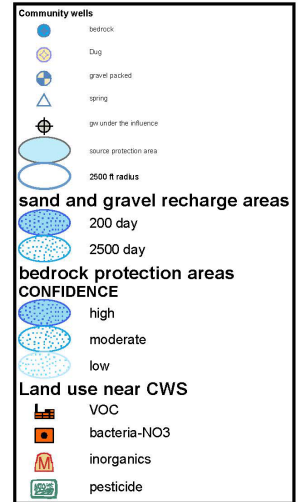 Community wells
bedrock
Dug
gravel packed
spring
gw under the influence
source protection area
2500 ft radius
sand and gravel recharge areas
200 day
2500 day
bedrock protection areas
CONFIDENCE
high
moderate
low
Land use near CWS
VOC
bacteria-NO3
M inorganics
pesticide